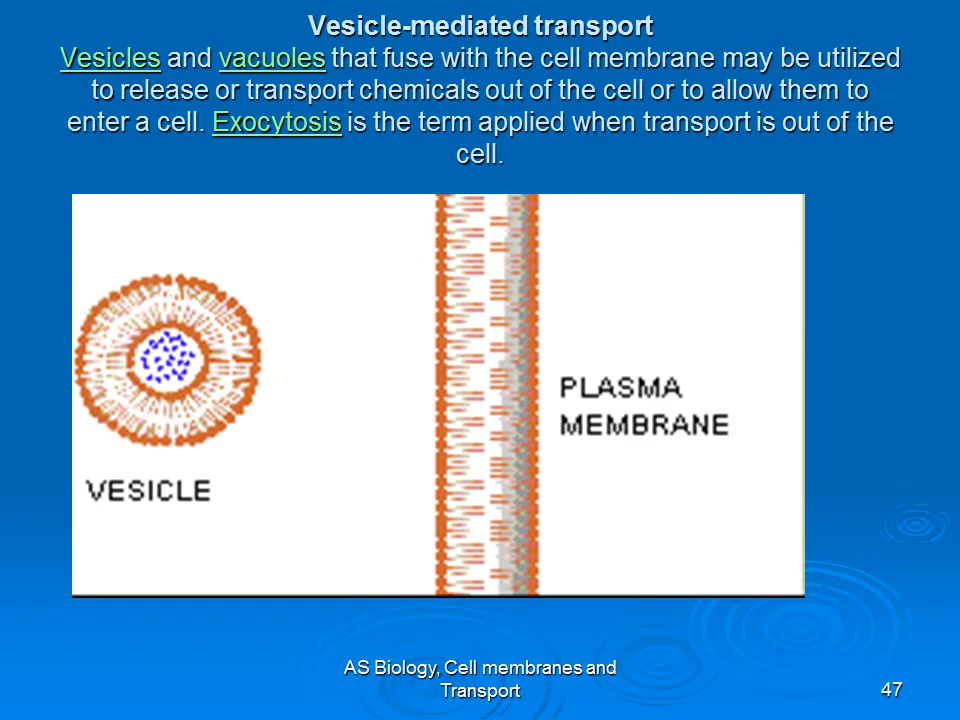 Vesicle-mediated transport
Vesicles and vacuoles that fuse with the cell membrane may be utilized
to release or transport chemicals out of the cell or to allow them to
enter a cell. Exocytosis is the term applied when transport is out of the
cell.
PLASMA
MEMBRANE
VESICLE
AS Biology, Cell membranes and
Transport
47